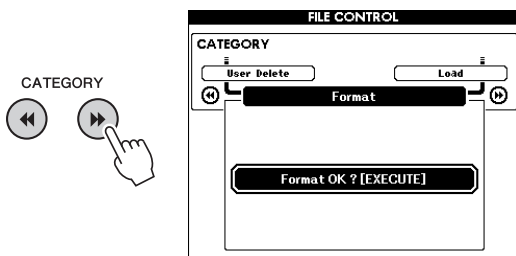 FILE CONTROL
CATEGORY
User Delete Load
Format
CATEGORY
Format OK ? [EXECUTE]